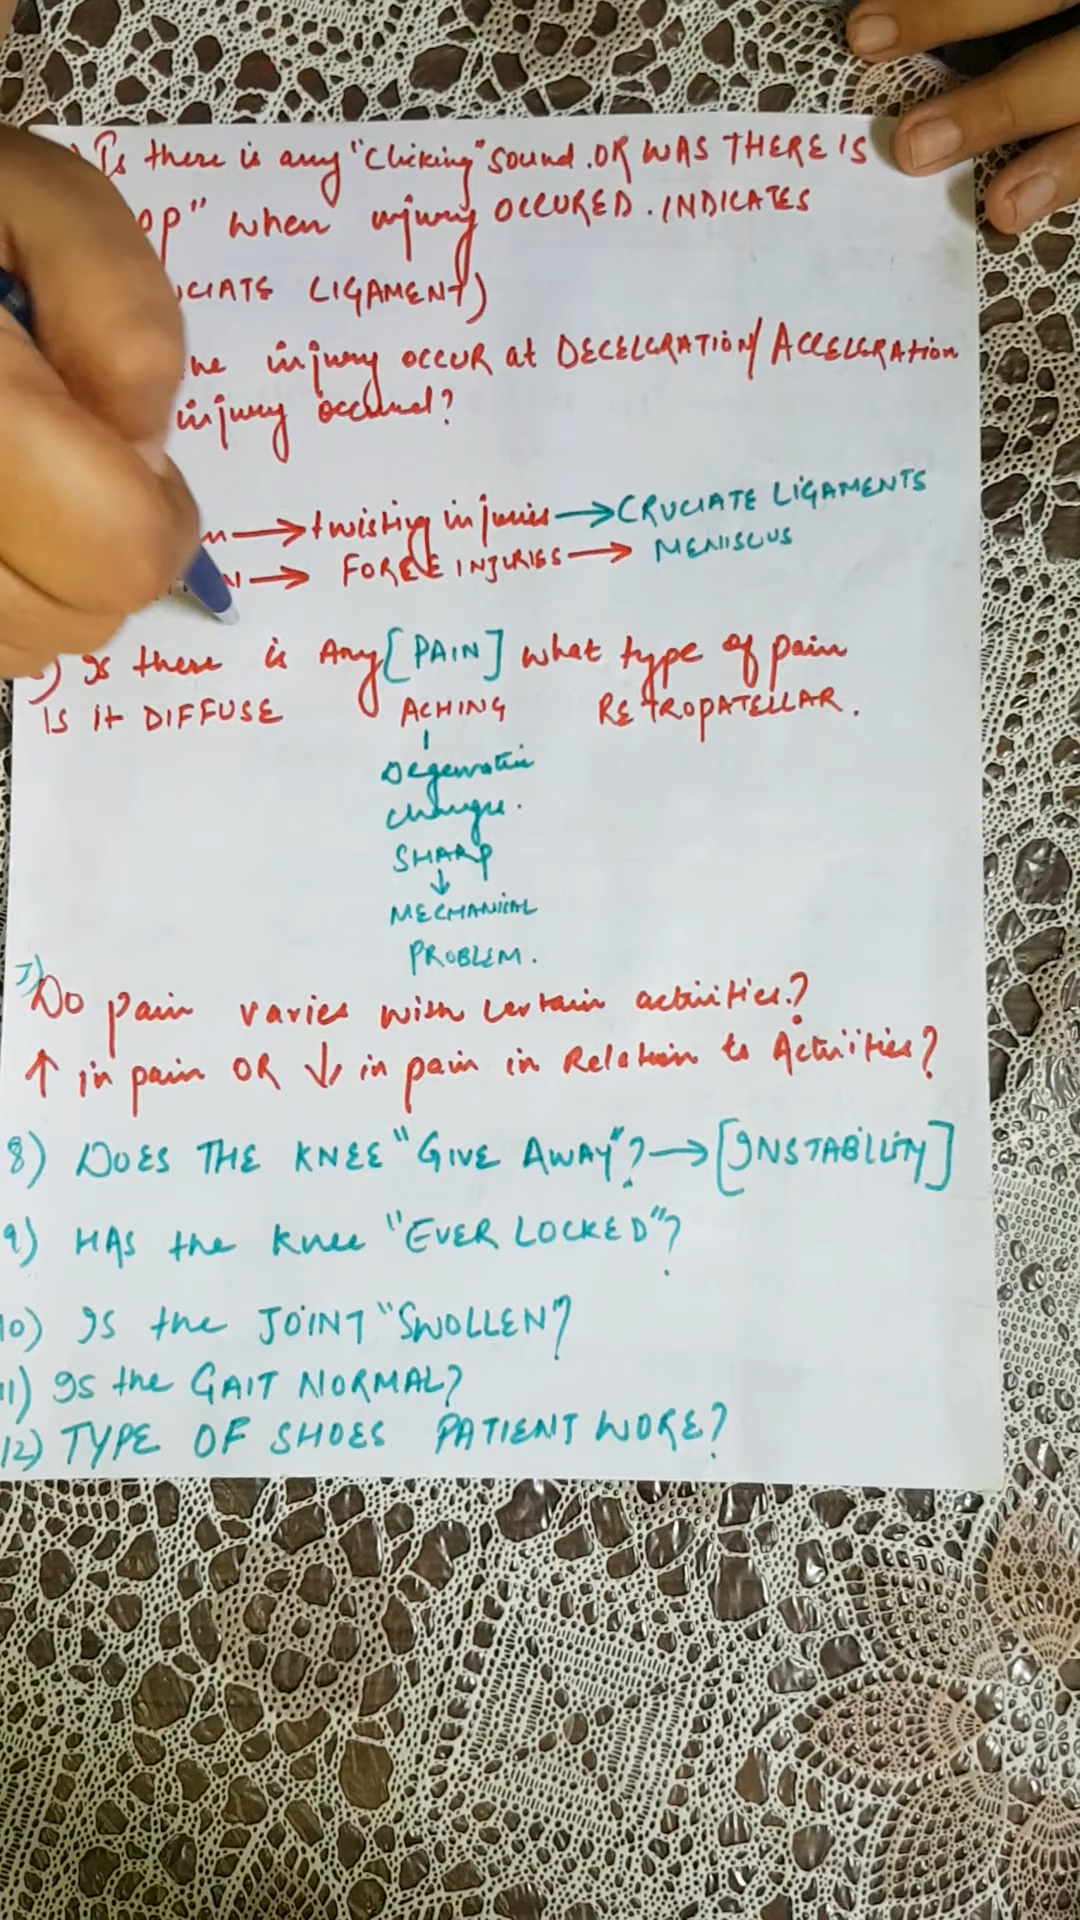 Is there is any "Clicking" sound. OR WAS THERE IS
op" when injury OCCURED. INDICATES
CIATE LIGAMENT)
he injury OCCUR at DECELERATION/ ACCELERATION
injury occured?
n → twisting injuries → CRUCIATE LIGAMENTS
N → FORCE INJURIES → MENISCUS
) Is there is Any [PAIN] what type of pain
IS it DIFFUSE ACHING RETROPATELLAR.
Degenatic
change.
SHARP
↓
MECHANICAL
PROBLEM.
7) Do pain varies with certain activities?
↑ in pain OR ↓ in pain in Relation to Activities?
8) DOES THE KNEE "GIVE AWAY"? → [INSTABILITY]
9) HAS the knee "EVER LOCKED"?
10) IS the JOINT "SWOLLEN?
11) IS the GAIT NORMAL?
12) TYPE OF SHOES PATIENT WORE?